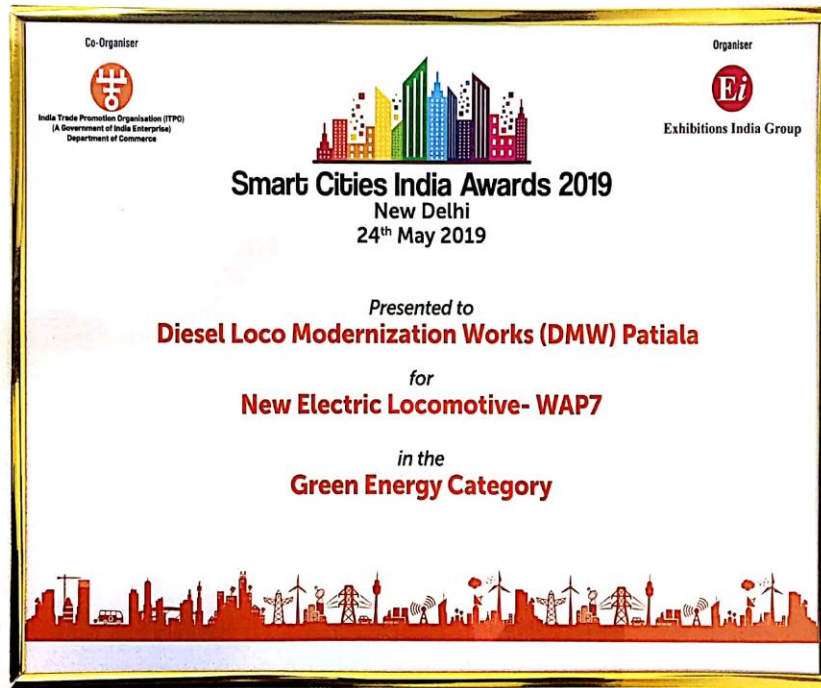 Co-Organiser
India Trade Promotion Organisation (ITPO)
(A Government of India Enterprise)
Department of Commerce
Organiser
Ei
Exhibitions India Group
Smart Cities India Awards 2019
New Delhi
24th May 2019
Presented to
Diesel Loco Modernization Works (DMW) Patiala
for
New Electric Locomotive- WAP7
in the
Green Energy Category